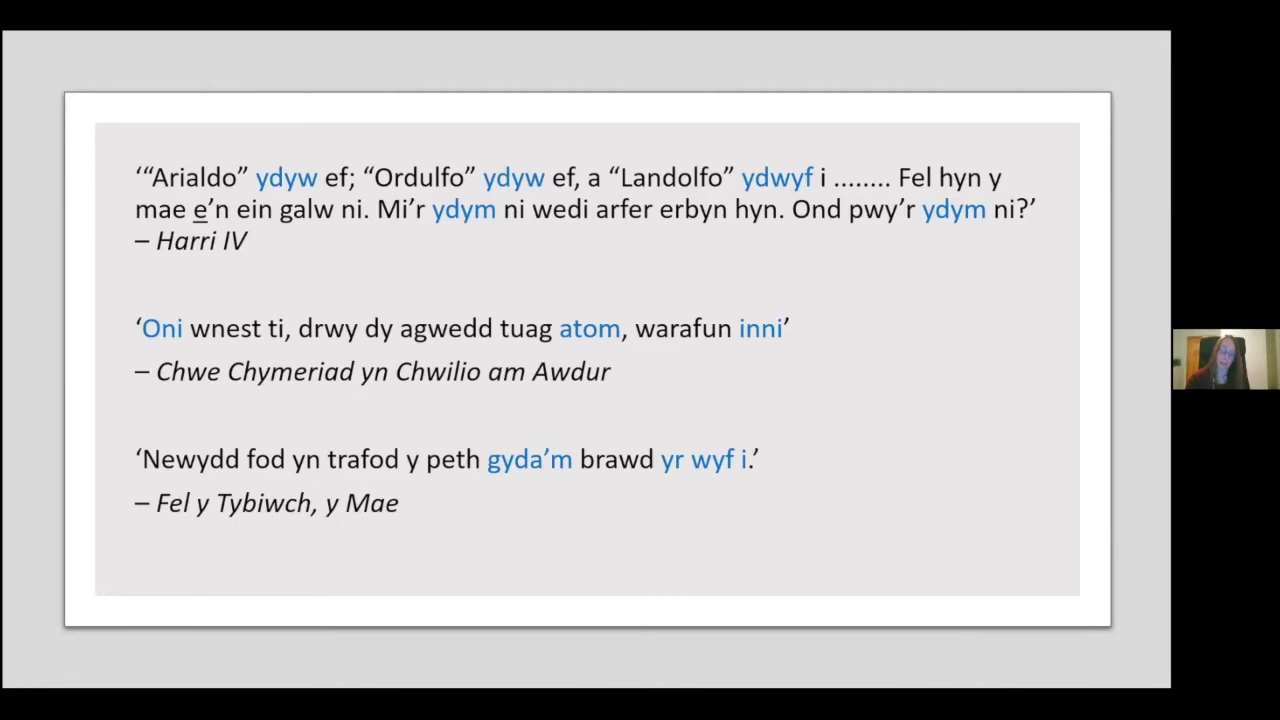 ‘“Arialdo” ydyw ef; “Ordulfo” ydyw ef, a “Landolfo” ydwyf i ........ Fel hyn y
mae e’n ein galw ni. Mi’r ydym ni wedi arfer erbyn hyn. Ond pwy’r ydym ni?’
– Harri IV
‘Oni wnest ti, drwy dy agwedd tuag atom, warafun inni’
– Chwe Chymeriad yn Chwilio am Awdur
‘Newydd fod yn trafod y peth gyda’m brawd yr wyf i.’
– Fel y Tybiwch, y Mae